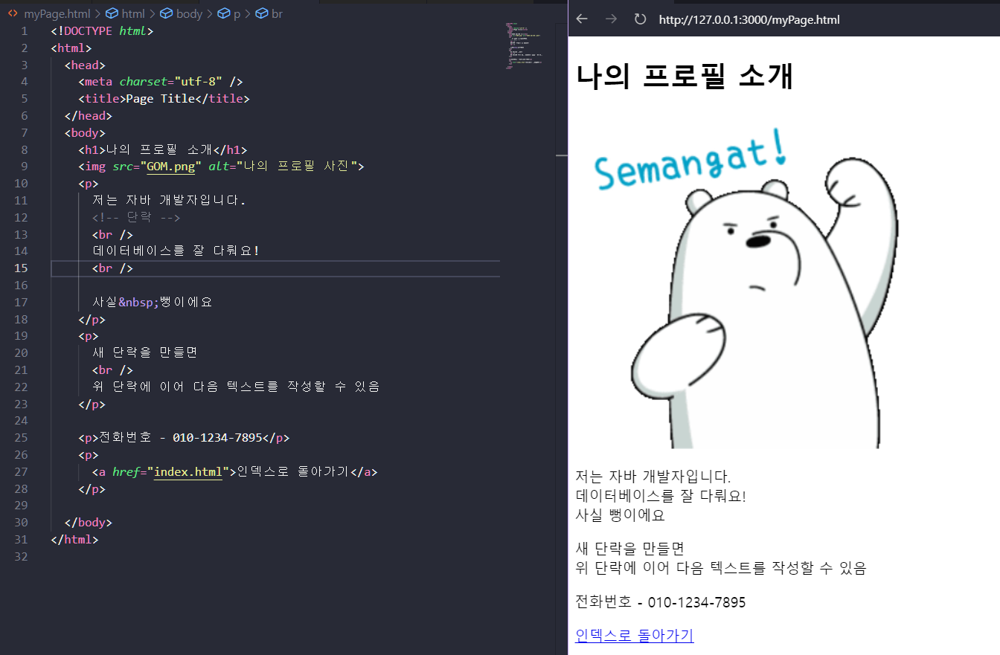 myPage.html > html > body > p > br
1 <!DOCTYPE html>
2 <html>
3 <head>
4 <meta charset="utf-8" />
5 <title>Page Title</title>
6 </head>
7 <body>
8 <h1>나의 프로필 소개</h1>
9 <img src="GOM.png" alt="나의 프로필 사진">
10 <p>
11 저는 자바 개발자입니다.
12 <!-- 단락 -->
13 <br />
14 데이터베이스를 잘 다뤄요!
15 <br />
16
17 사실&nbsp;뻥이에요
18 </p>
19 <p>
20 새 단락을 만들면
21 <br />
22 위 단락에 이어 다음 텍스트를 작성할 수 있음
23 </p>
24
25 <p>전화번호 - 010-1234-7895</p>
26 <p>
27 <a href="index.html">인덱스로 돌아가기</a>
28 </p>
29
30 </body>
31 </html>
32
http://127.0.0.1:3000/myPage.html
나의 프로필 소개
Semangat!
저는 자바 개발자입니다.
데이터베이스를 잘 다뤄요!
사실 뻥이에요
새 단락을 만들면
위 단락에 이어 다음 텍스트를 작성할 수 있음
전화번호 - 010-1234-7895
인덱스로 돌아가기